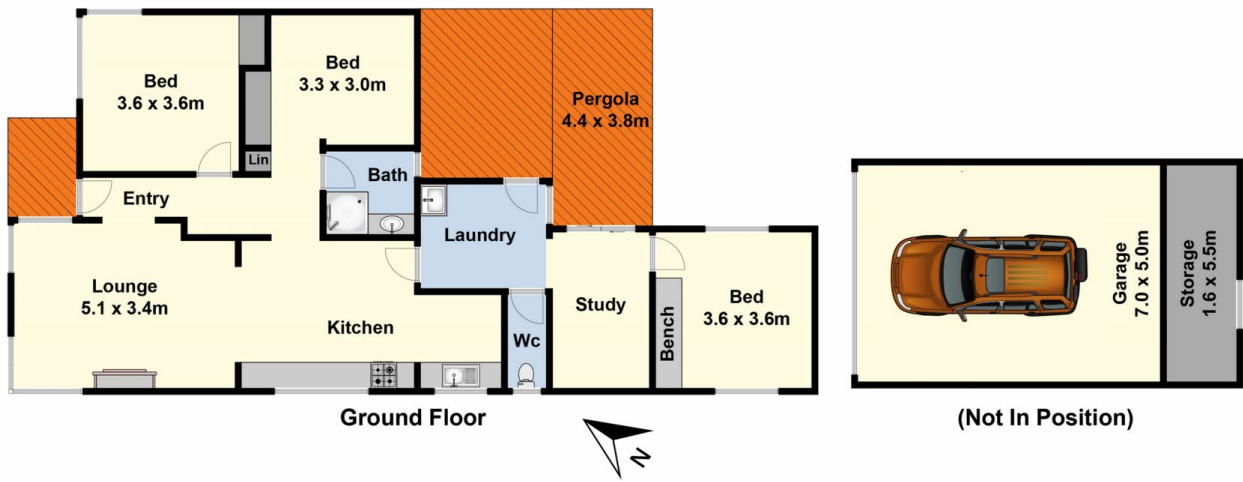 Bed
3.6 x 3.6m
Bed
3.3 x 3.0m
Pergola
4.4 x 3.8m
Lin
Bath
Entry
Laundry
Lounge
5.1 x 3.4m
Kitchen
Wc
Study
Bench
Bed
3.6 x 3.6m
Garage
7.0 x 5.0m
Storage
1.6 x 5.5m
Ground Floor
(Not In Position)
N